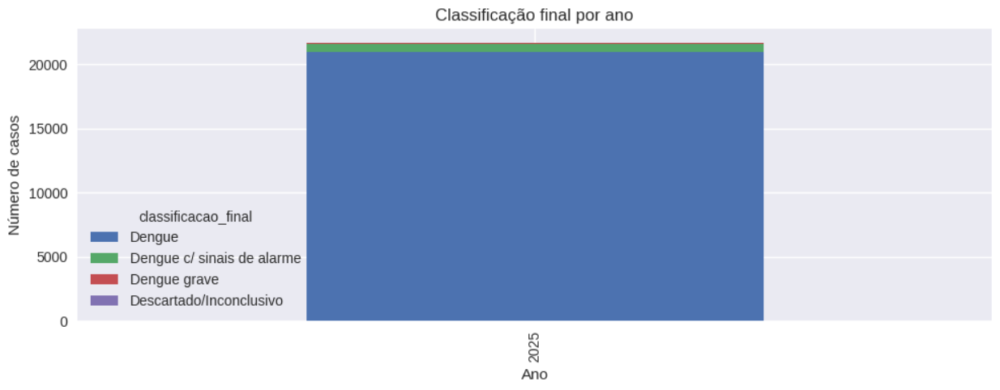 Classificação final por ano
Número de casos
20000
15000
10000
5000
0
classificacao_final
Dengue
Dengue c/ sinais de alarme
Dengue grave
Descartado/Inconclusivo
2025
Ano